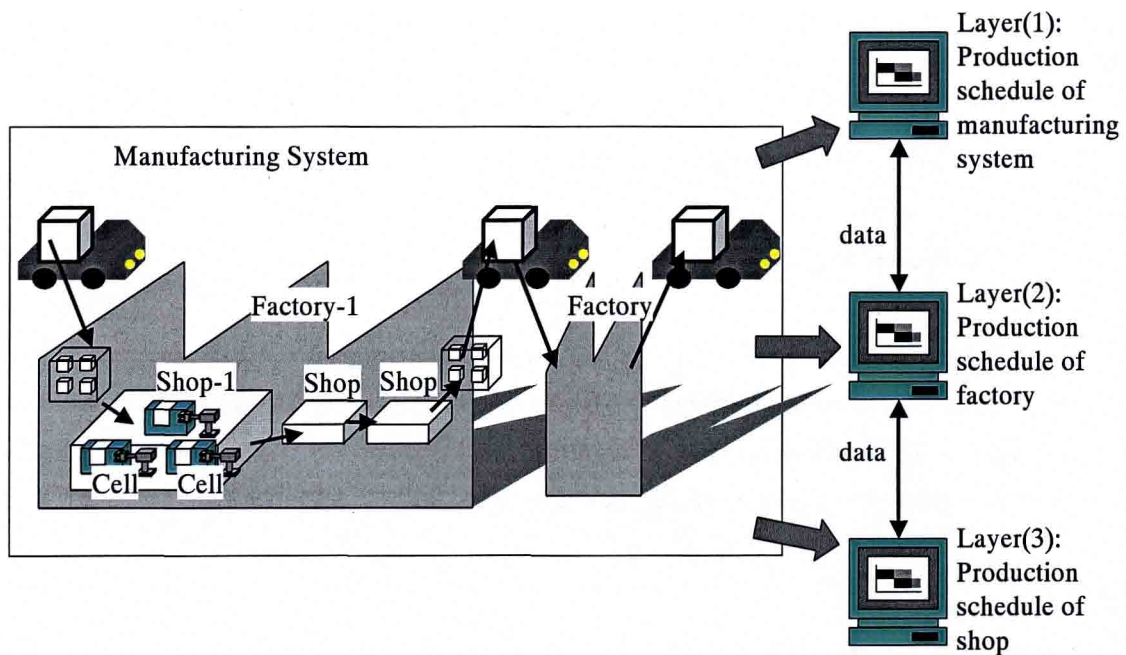 Manufacturing System
Factory-1
Factory
Shop-1
Shop
Shop
Cell
Cell
Layer(1):
Production
schedule of
manufacturing
system
data
Layer(2):
Production
schedule of
factory
data
Layer(3):
Production
schedule of
shop